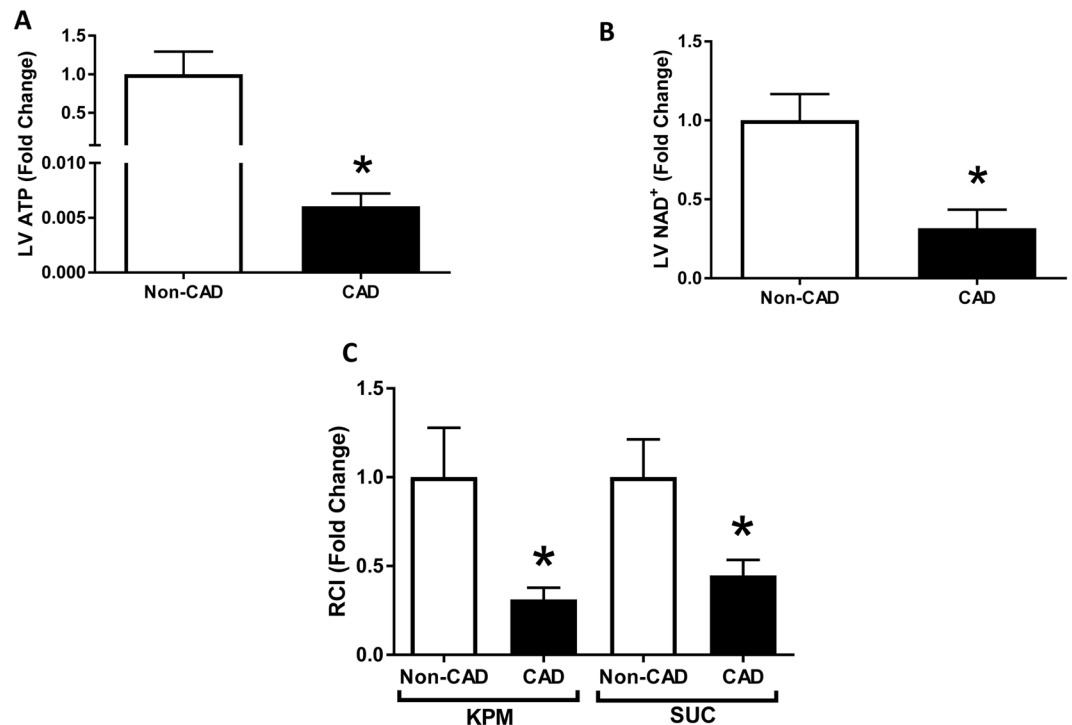 A
LV ATP (Fold Change)
1.5
1.0
0.5
0.010
0.005
0.000
*
Non-CAD CAD
B
LV NAD⁺ (Fold Change)
1.5
1.0
0.5
0.0
*
Non-CAD CAD
C
RCI (Fold Change)
1.5
1.0
0.5
0.0
*
*
Non-CAD CAD Non-CAD CAD
KPM SUC